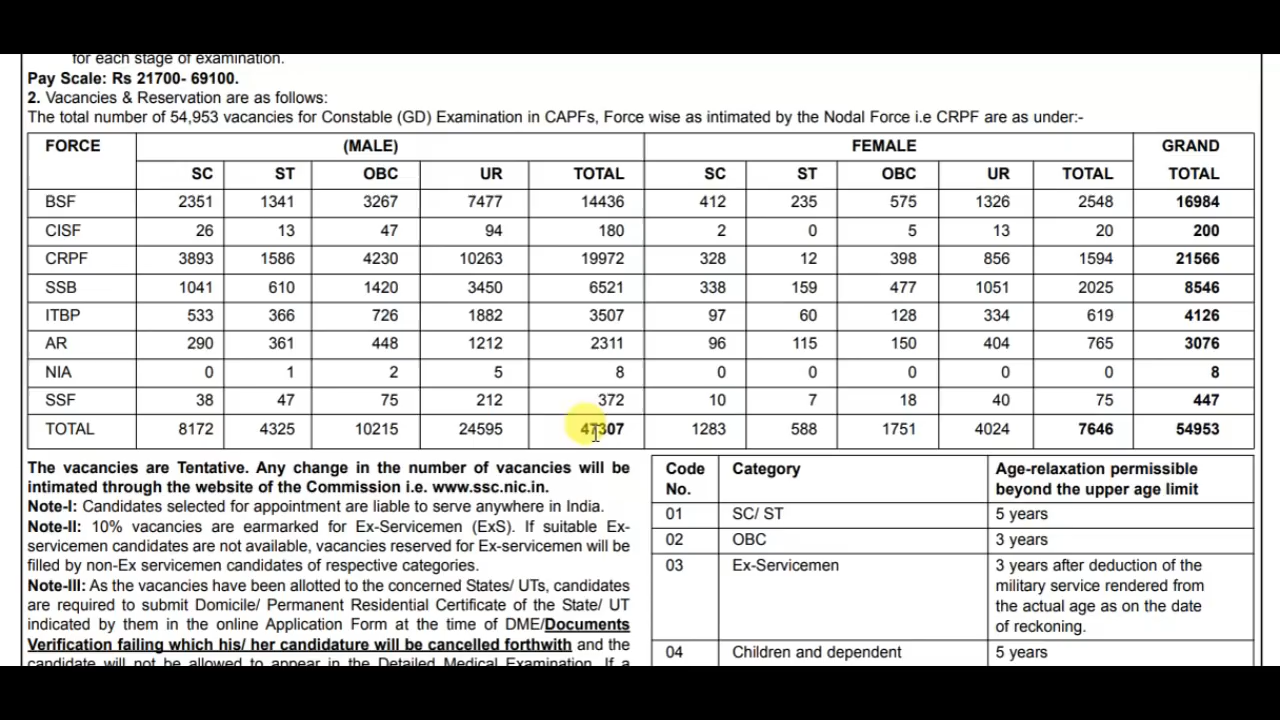 for each stage of examination.
Pay Scale: Rs 21700- 69100.
2. Vacancies & Reservation are as follows:
The total number of 54,953 vacancies for Constable (GD) Examination in CAPFs, Force wise as intimated by the Nodal Force i.e CRPF are as under:-
FORCE (MALE) FEMALE GRAND
SC ST OBC UR TOTAL SC ST OBC UR TOTAL TOTAL
BSF 2351 1341 3267 7477 14436 412 235 575 1326 2548 16984
CISF 26 13 47 94 180 2 0 5 13 20 200
CRPF 3893 1586 4230 10263 19972 328 12 398 856 1594 21566
SSB 1041 610 1420 3450 6521 338 159 477 1051 2025 8546
ITBP 533 366 726 1882 3507 97 60 128 334 619 4126
AR 290 361 448 1212 2311 96 115 150 404 765 3076
NIA 0 1 2 5 8 0 0 0 0 0 8
SSF 38 47 75 212 372 10 7 18 40 75 447
TOTAL 8172 4325 10215 24595 47307 1283 588 1751 4024 7646 54953
The vacancies are Tentative. Any change in the number of vacancies will be
intimated through the website of the Commission i.e. www.ssc.nic.in.
Note-I: Candidates selected for appointment are liable to serve anywhere in India.
Note-II: 10% vacancies are earmarked for Ex-Servicemen (ExS). If suitable Ex-
servicemen candidates are not available, vacancies reserved for Ex-servicemen will be
filled by non-Ex servicemen candidates of respective categories.
Note-III: As the vacancies have been allotted to the concerned States/ UTs, candidates
are required to submit Domicile/ Permanent Residential Certificate of the State/ UT
indicated by them in the online Application Form at the time of DME/Documents
Verification failing which his/ her candidature will be cancelled forthwith and the
candidate will not be allowed to appear in the Detailed Medical Examination. If a
Code Category Age-relaxation permissible
No. beyond the upper age limit
01 SC/ ST 5 years
02 OBC 3 years
03 Ex-Servicemen 3 years after deduction of the
military service rendered from
the actual age as on the date
of reckoning.
04 Children and dependent 5 years